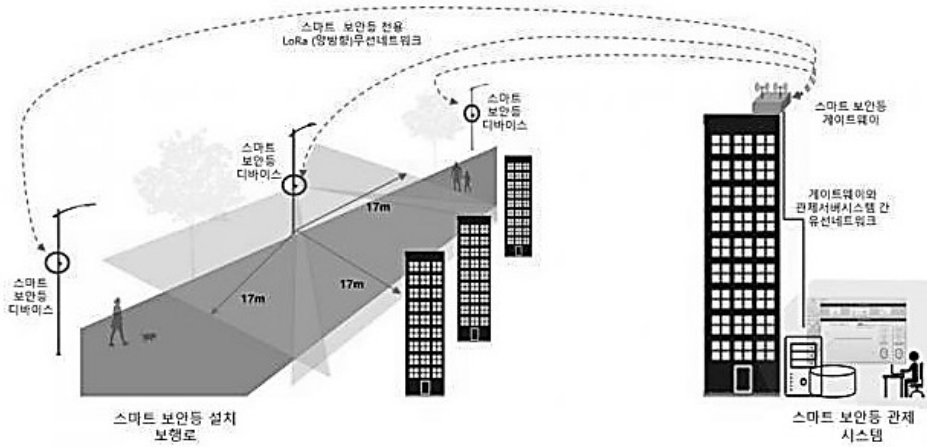 스마트 보안등 전용
LoRa (양방향)무선네트워크
스마트
보안등
디바이스
스마트
보안등
디바이스
스마트
보안등
디바이스
17m
17m
17m
스마트 보안등
게이트웨이
게이트웨이와
관제서버시스템 간
유선네트워크
스마트 보안등 설치
보행로
스마트 보안등 관제
시스템